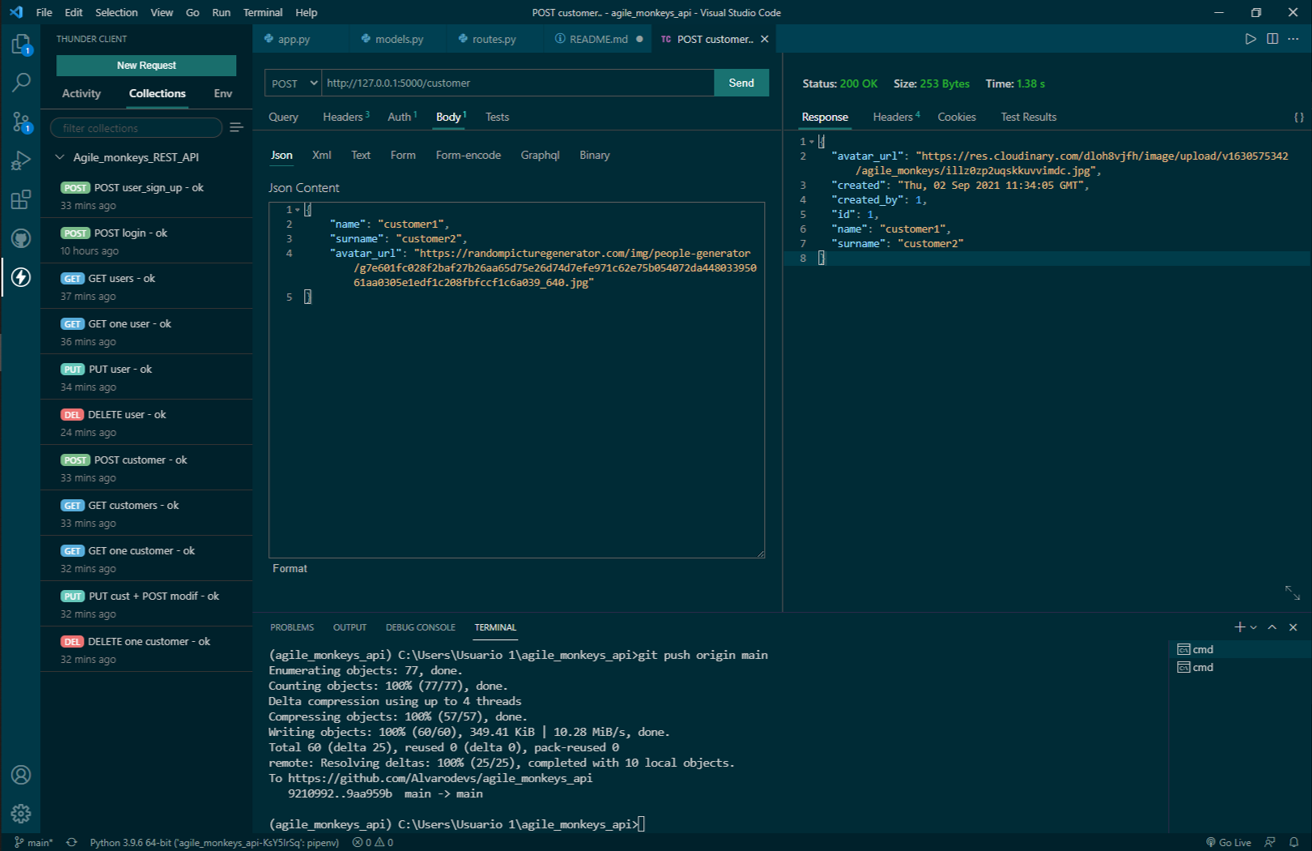 File Edit Selection View Go Run Terminal Help
POST customer.. - agile_monkeys_api - Visual Studio Code
THUNDER CLIENT
New Request
Activity Collections Env
filter collections
Agile_monkeys_REST_API
POST POST user_sign_up - ok
33 mins ago
POST POST login - ok
10 hours ago
GET GET users - ok
37 mins ago
GET GET one user - ok
36 mins ago
PUT PUT user - ok
34 mins ago
DEL DELETE user - ok
24 mins ago
POST POST customer - ok
33 mins ago
GET GET customers - ok
33 mins ago
GET GET one customer - ok
32 mins ago
PUT PUT cust + POST modif - ok
32 mins ago
DEL DELETE one customer - ok
32 mins ago
app.py models.py routes.py README.md TC POST customer..
POST http://127.0.0.1:5000/customer Send
Query Headers 3 Auth 1 Body 1 Tests
Json Xml Text Form Form-encode Graphql Binary
Json Content
1 {
2 "name": "customer1",
3 "surname": "customer2",
4 "avatar_url": "https://randompicturegenerator.com/img/people-generator
/g7e601fc028f2baf27b26aa65d75e26d74d7efe971c62e75b054072da448033950
61aa0305e1edf1c208fbfccf1c6a039_640.jpg"
5 }
Format
Status: 200 OK Size: 253 Bytes Time: 1.38 s
Response Headers 4 Cookies Test Results {}
1 {
2 "avatar_url": "https://res.cloudinary.com/dloh8vjfh/image/upload/v1630575342
/agile_monkeys/illz0zp2uqskkuvvimdc.jpg",
3 "created": "Thu, 02 Sep 2021 11:34:05 GMT",
4 "created_by": 1,
5 "id": 1,
6 "name": "customer1",
7 "surname": "customer2"
8 }
PROBLEMS OUTPUT DEBUG CONSOLE TERMINAL
(agile_monkeys_api) C:\Users\Usuario 1\agile_monkeys_api>git push origin main
Enumerating objects: 77, done.
Counting objects: 100% (77/77), done.
Delta compression using up to 4 threads
Compressing objects: 100% (57/57), done.
Writing objects: 100% (60/60), 349.41 KiB | 10.28 MiB/s, done.
Total 60 (delta 25), reused 0 (delta 0), pack-reused 0
remote: Resolving deltas: 100% (25/25), completed with 10 local objects.
To https://github.com/Alvarodevs/agile_monkeys_api
9210992..9aa959b main -> main
(agile_monkeys_api) C:\Users\Usuario 1\agile_monkeys_api>
cmd
cmd
main* Python 3.9.6 64-bit ('agile_monkeys_api-KsY5IrSq': pipenv) 0 0 Go Live